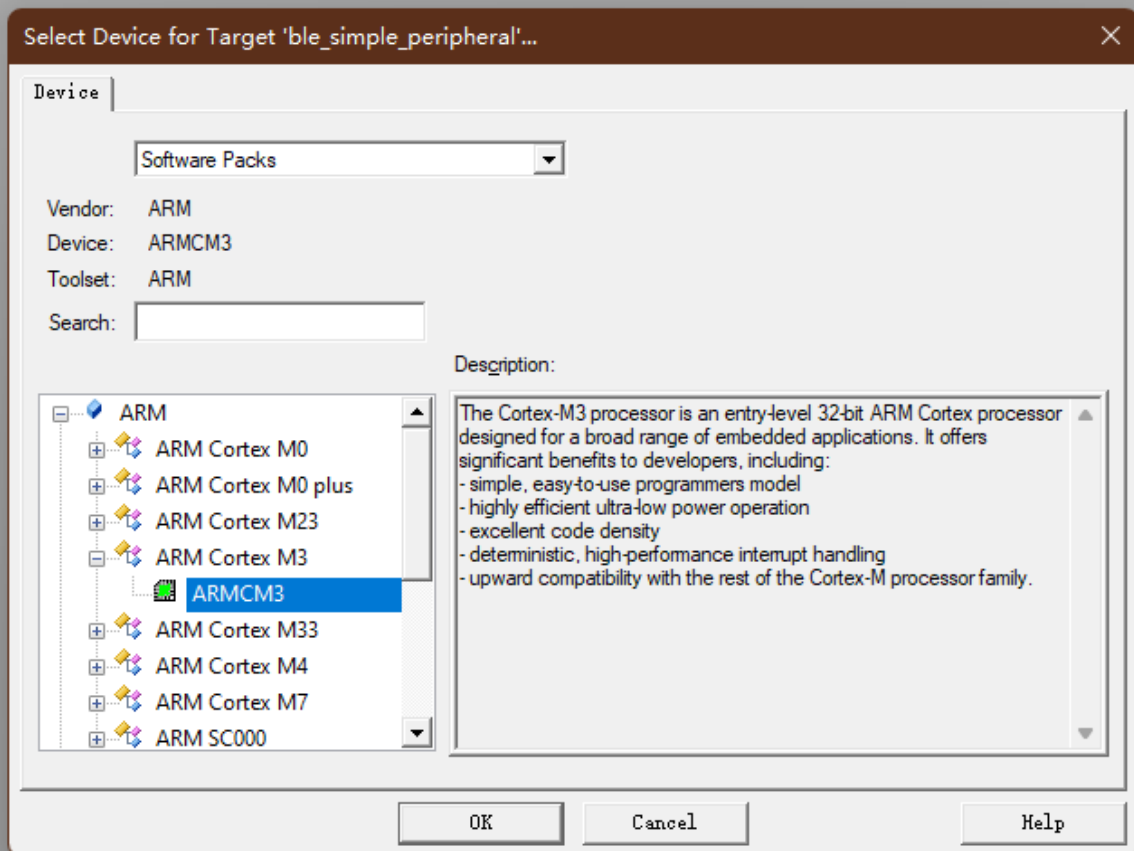 Select Device for Target 'ble_simple_peripheral'...
Device
Software Packs
Vendor: ARM
Device: ARMCM3
Toolset: ARM
Search:
Description:
ARM
ARM Cortex M0
ARM Cortex M0 plus
ARM Cortex M23
ARM Cortex M3
ARMCM3
ARM Cortex M33
ARM Cortex M4
ARM Cortex M7
ARM SC000
The Cortex-M3 processor is an entry-level 32-bit ARM Cortex processor
designed for a broad range of embedded applications. It offers
significant benefits to developers, including:
- simple, easy-to-use programmers model
- highly efficient ultra-low power operation
- excellent code density
- deterministic, high-performance interrupt handling
- upward compatibility with the rest of the Cortex-M processor family.
OK Cancel Help